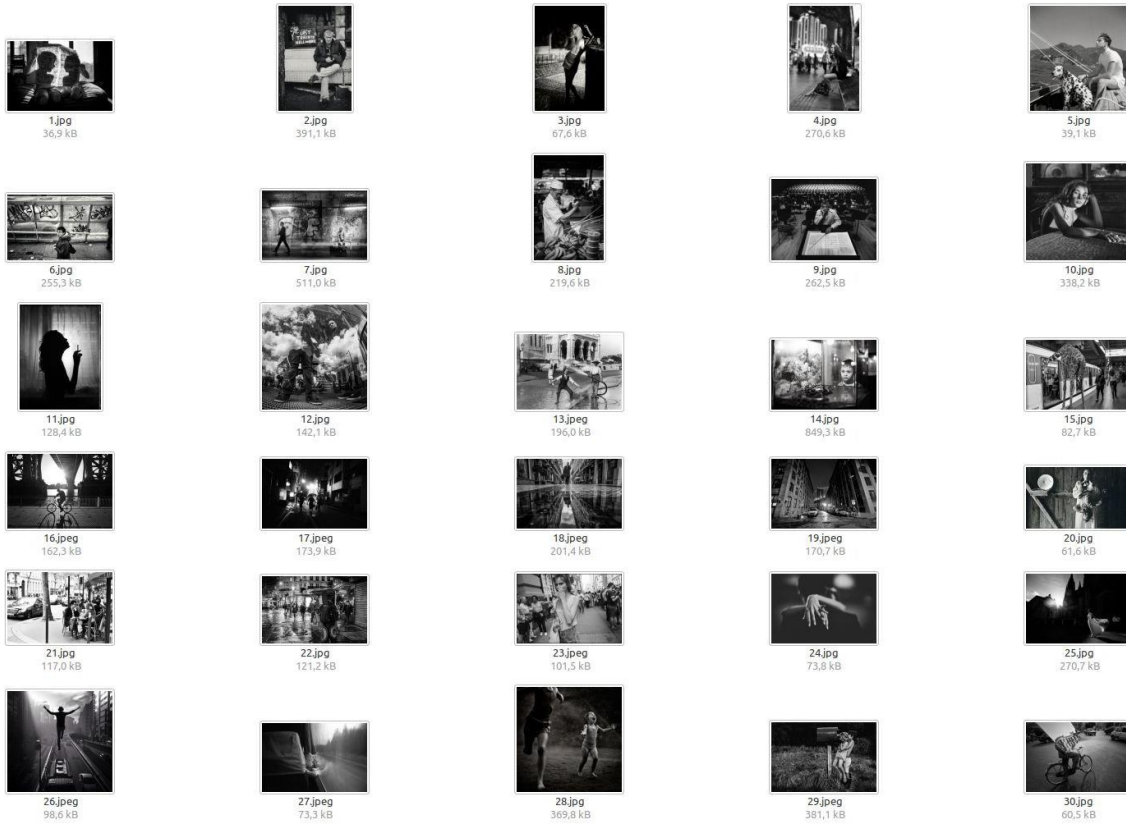 1.jpg
36,9 kB
2.jpg
391,1 kB
3.jpg
67,6 kB
4.jpg
270,6 kB
5.jpg
39,1 kB
6.jpg
255,3 kB
7.jpg
511,0 kB
8.jpg
219,6 kB
9.jpg
262,5 kB
10.jpg
338,2 kB
11.jpg
128,4 kB
12.jpg
142,1 kB
13.jpeg
196,0 kB
14.jpg
849,3 kB
15.jpg
82,7 kB
16.jpeg
162,3 kB
17.jpeg
173,9 kB
18.jpeg
201,4 kB
19.jpeg
170,7 kB
20.jpg
61,6 kB
21.jpg
117,0 kB
22.jpg
121,2 kB
23.jpeg
101,5 kB
24.jpg
73,8 kB
25.jpg
270,7 kB
26.jpeg
98,6 kB
27.jpeg
73,3 kB
28.jpg
369,8 kB
29.jpeg
381,1 kB
30.jpg
60,5 kB